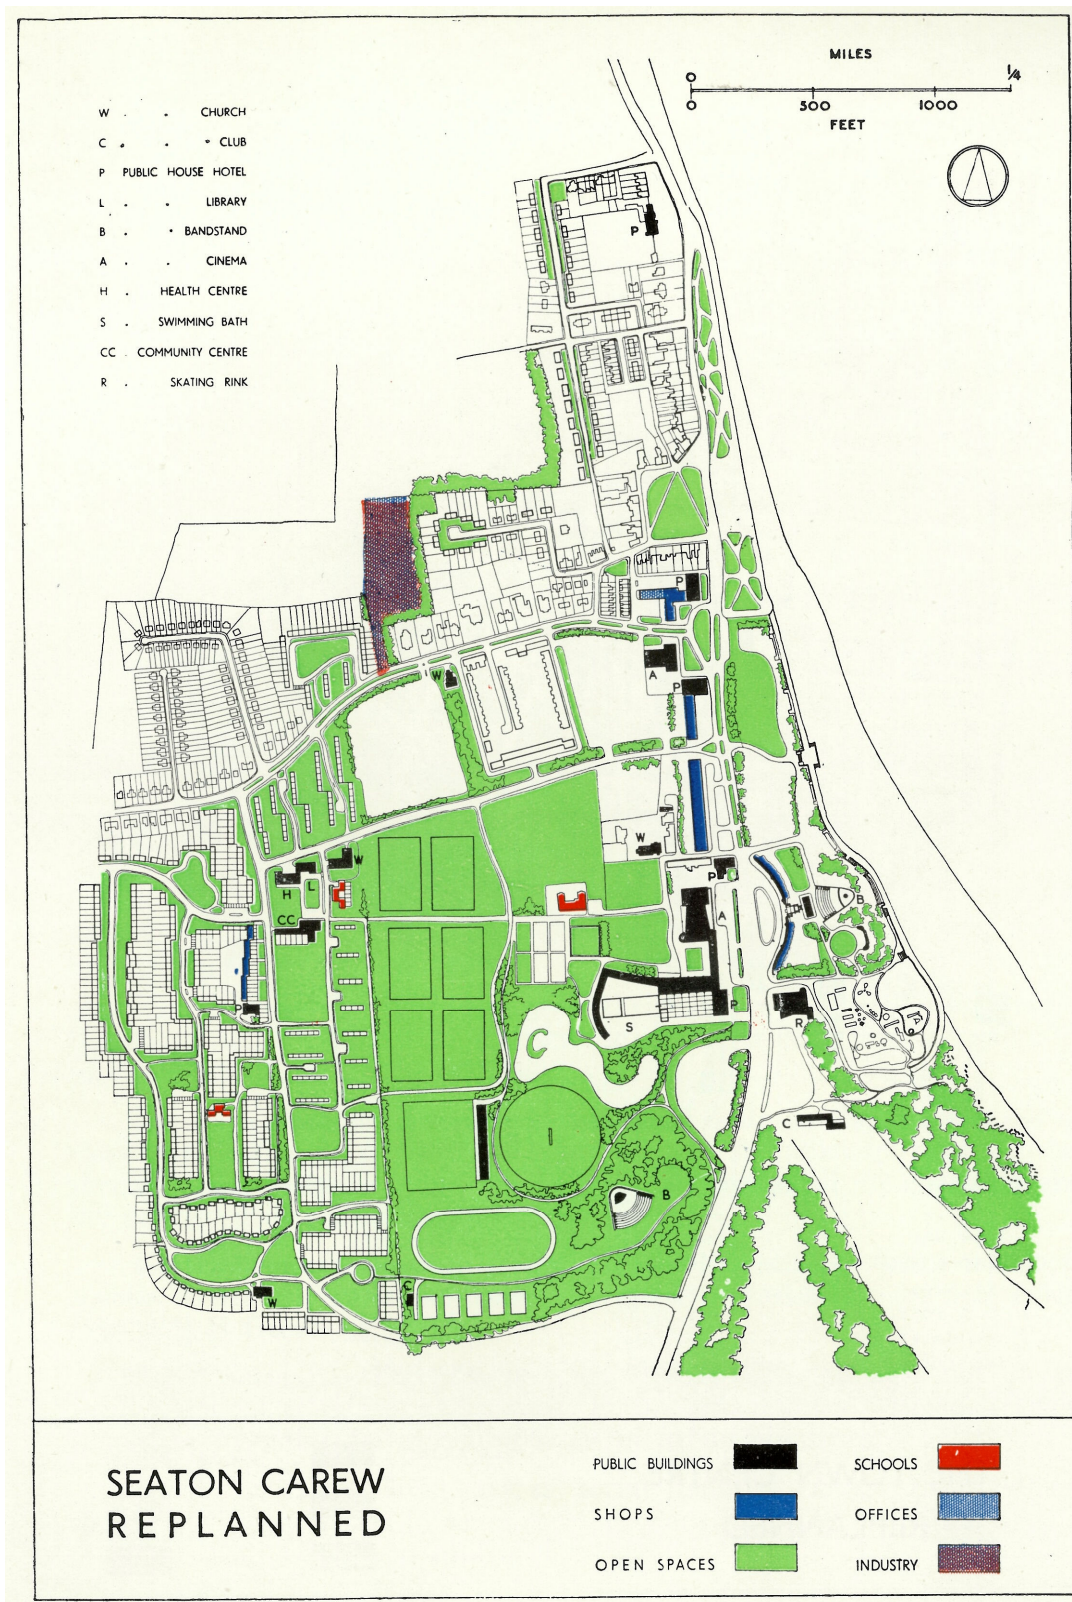 MILES
0 1/4
0 500 1000
FEET
W . . CHURCH
C . . CLUB
P PUBLIC HOUSE HOTEL
L . . LIBRARY
B . . BANDSTAND
A . . CINEMA
H . HEALTH CENTRE
S . SWIMMING BATH
CC . COMMUNITY CENTRE
R . SKATING RINK
P
P
A
W
P
W
W
P
H
L
A
B
CC
P
S
R
C
C
B
C
W
SEATON CAREW
REPLANNED
PUBLIC BUILDINGS
SHOPS
OPEN SPACES
SCHOOLS
OFFICES
INDUSTRY